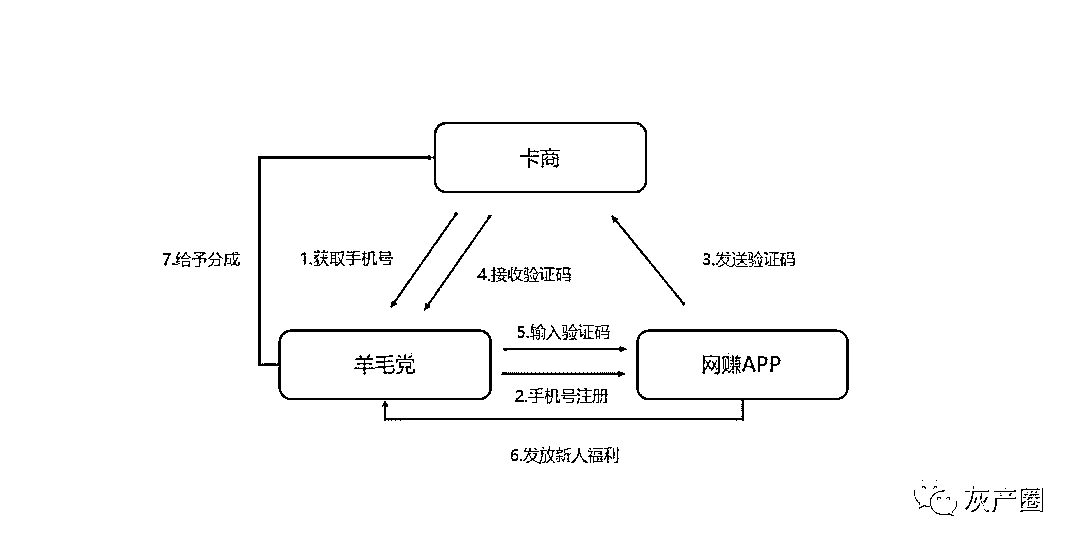 卡商
7.给予分成
1.获取手机号
4.接收验证码
3.发送验证码
5.输入验证码
羊毛党
网赚APP
2.手机号注册
6.发放新人福利
灰产圈